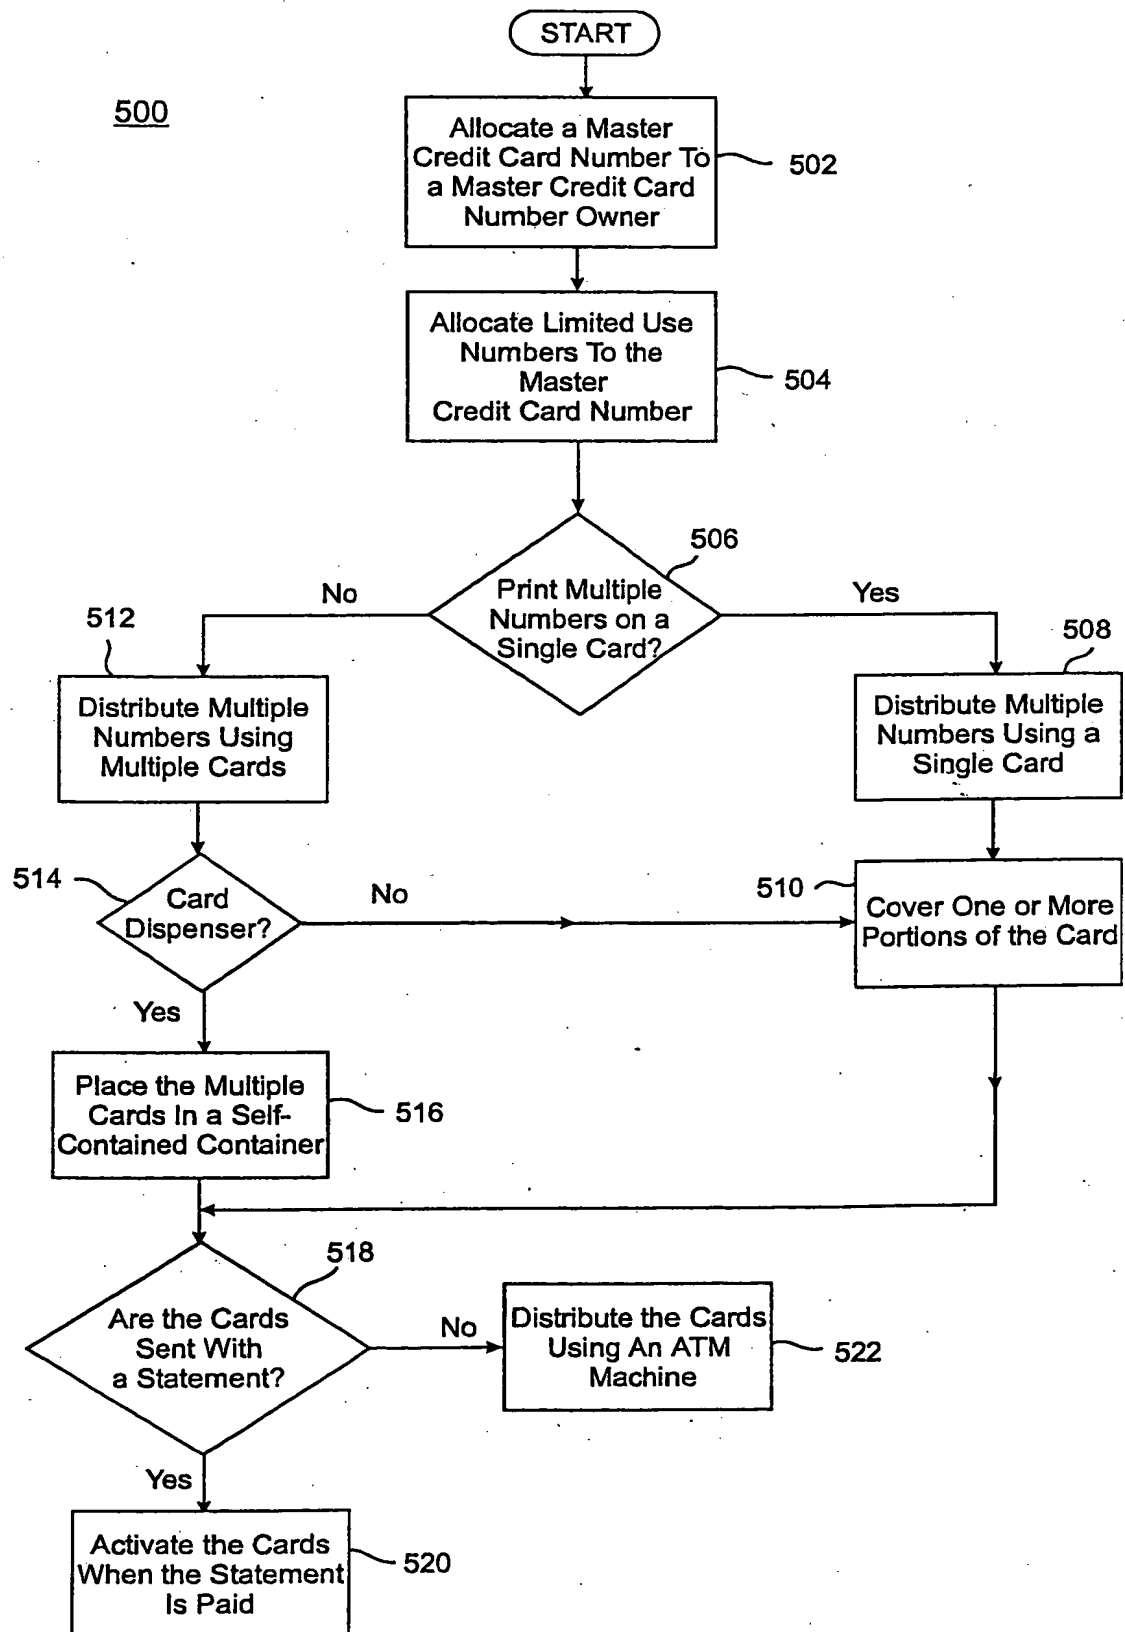 START
500
Allocate a Master
Credit Card Number To
a Master Credit Card
Number Owner
502
Allocate Limited Use
Numbers To the
Master
Credit Card Number
504
506
Print Multiple
Numbers on a
Single Card?
No
Yes
512
508
Distribute Multiple
Numbers Using
Multiple Cards
Distribute Multiple
Numbers Using a
Single Card
514
Card
Dispenser?
No
510
Cover One or More
Portions of the Card
Yes
Place the Multiple
Cards In a Self-
Contained Container
516
518
Are the Cards
Sent With
a Statement?
No
Distribute the Cards
Using An ATM
Machine
522
Yes
Activate the Cards
When the Statement
Is Paid
520